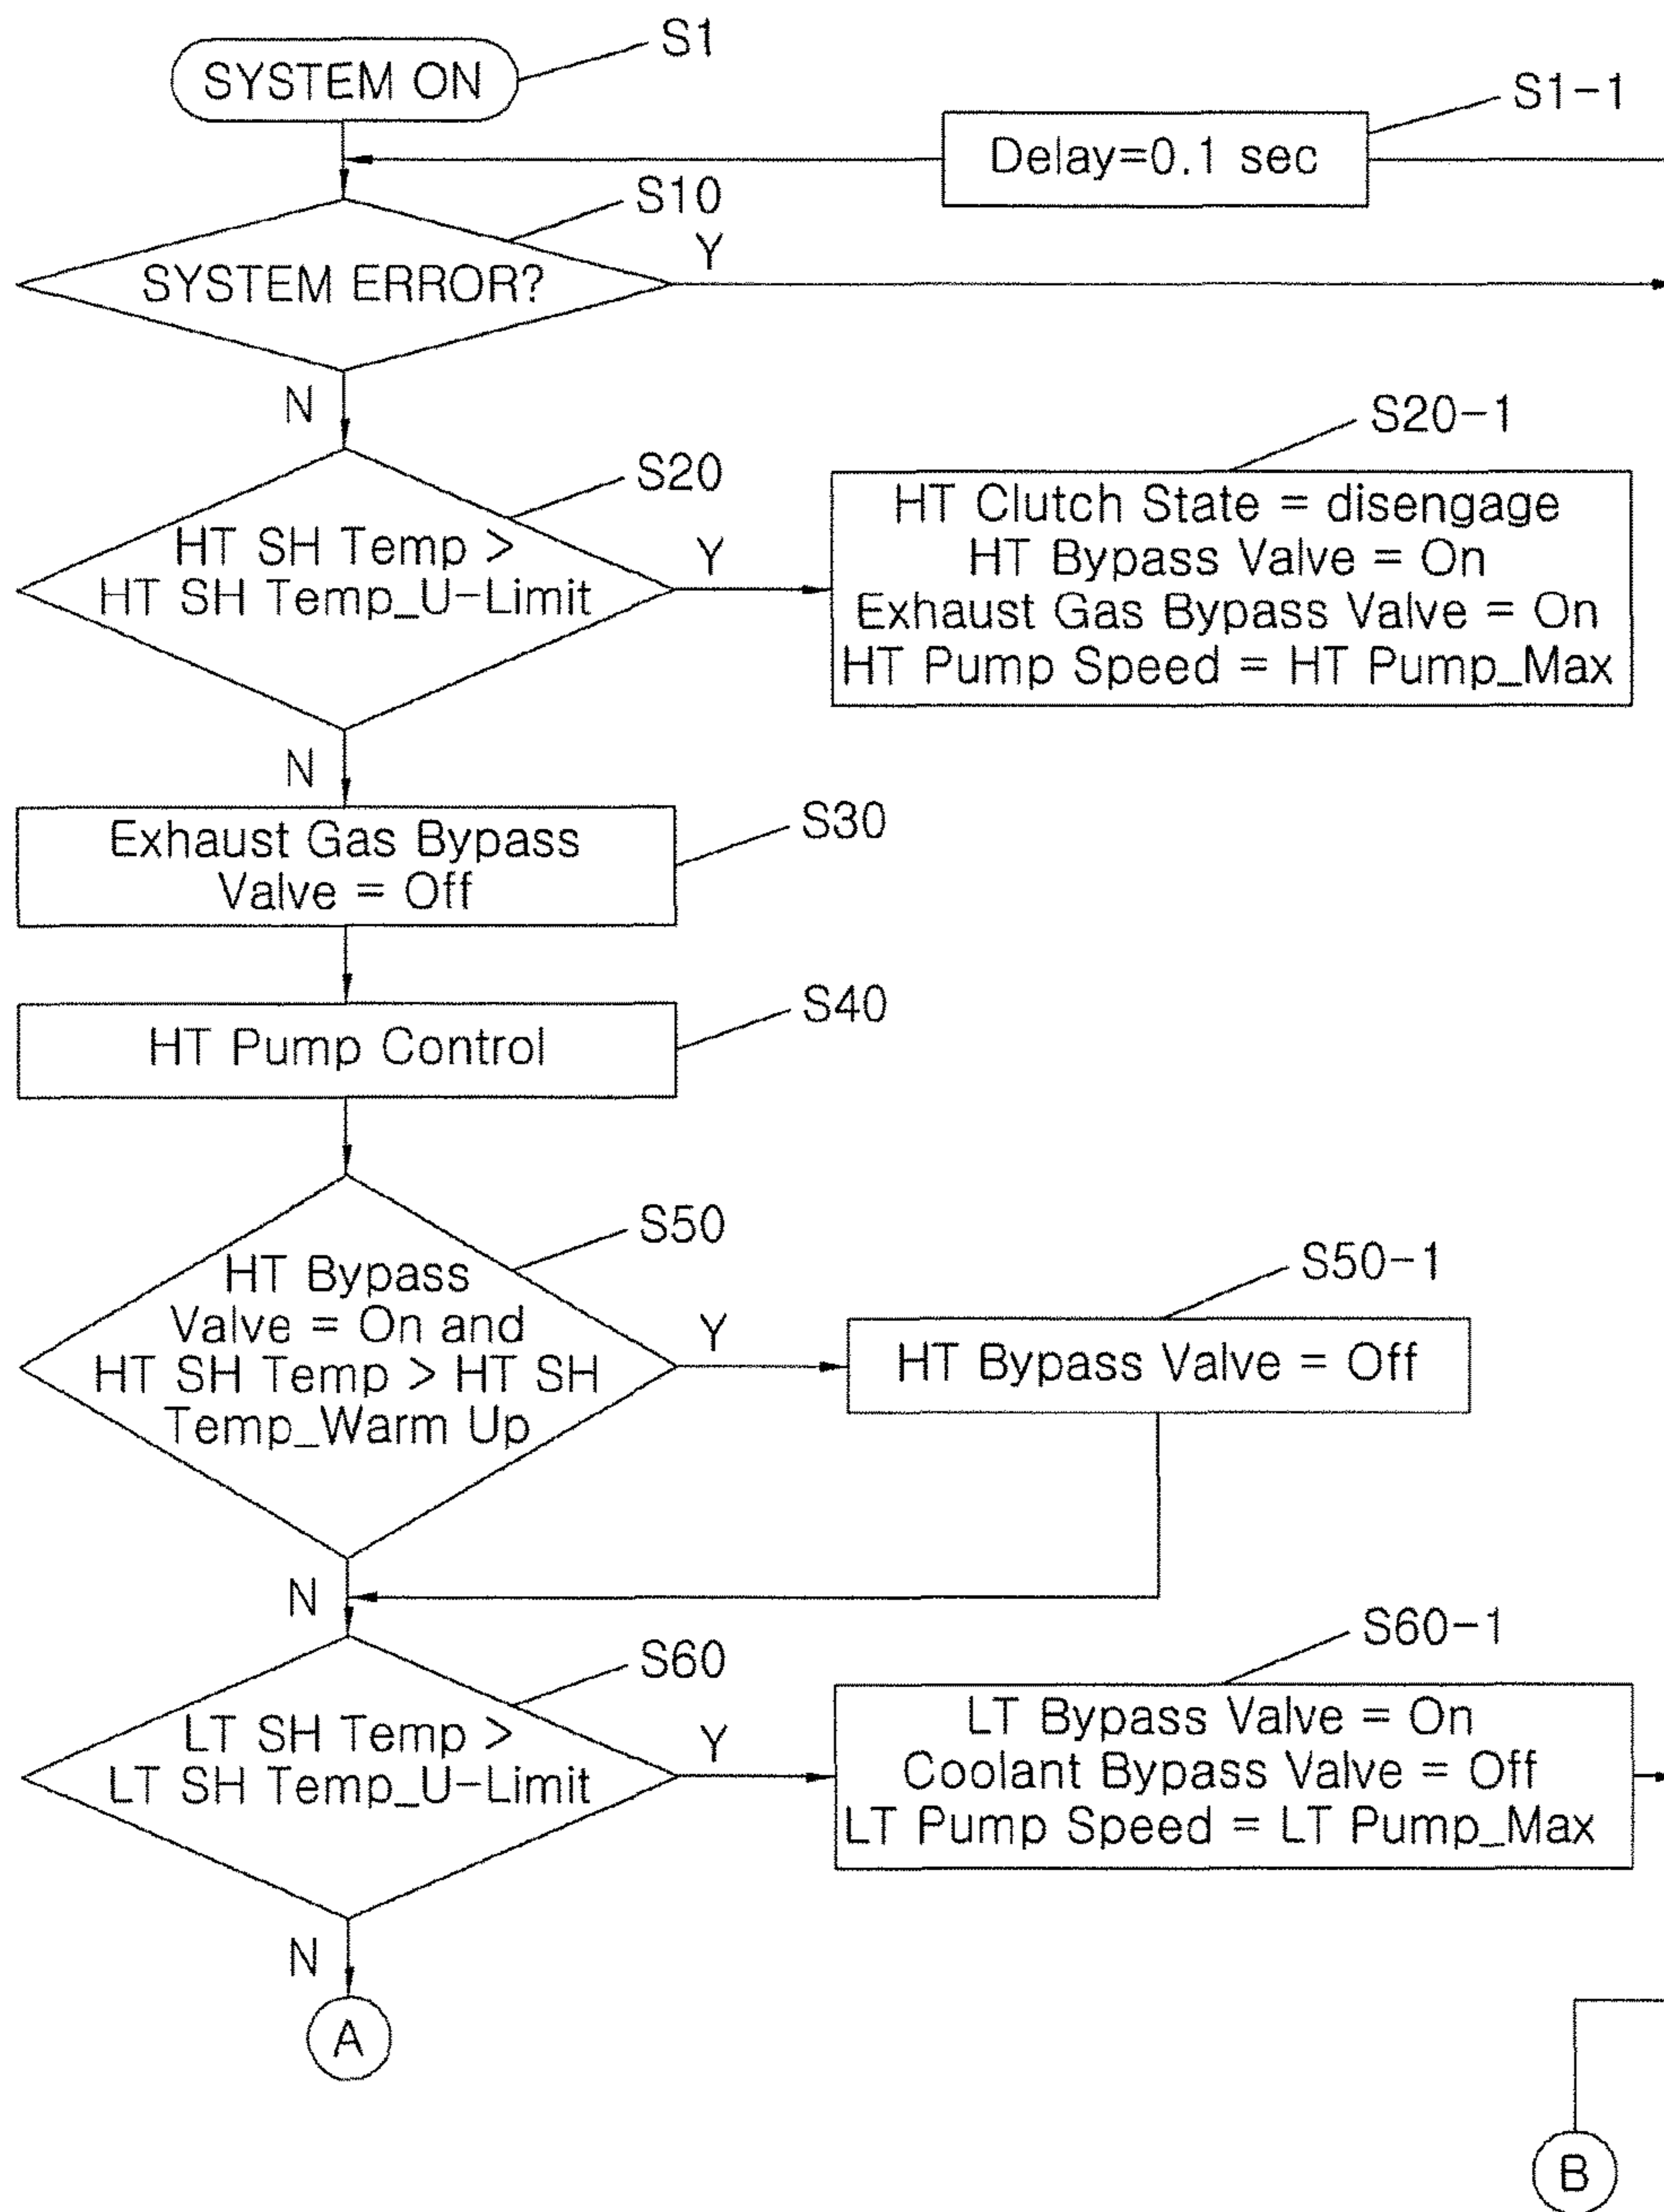 S1
SYSTEM ON
S1-1
Delay=0.1 sec
S10
SYSTEM ERROR?
Y
N
S20
HT SH Temp >
HT SH Temp_U-Limit
Y
N
S20-1
HT Clutch State = disengage
HT Bypass Valve = On
Exhaust Gas Bypass Valve = On
HT Pump Speed = HT Pump_Max
S30
Exhaust Gas Bypass
Valve = Off
S40
HT Pump Control
S50
HT Bypass
Valve = On and
HT SH Temp > HT SH
Temp_Warm Up
Y
N
S50-1
HT Bypass Valve = Off
S60
LT SH Temp >
LT SH Temp_U-Limit
Y
N
S60-1
LT Bypass Valve = On
Coolant Bypass Valve = Off
LT Pump Speed = LT Pump_Max
A
B